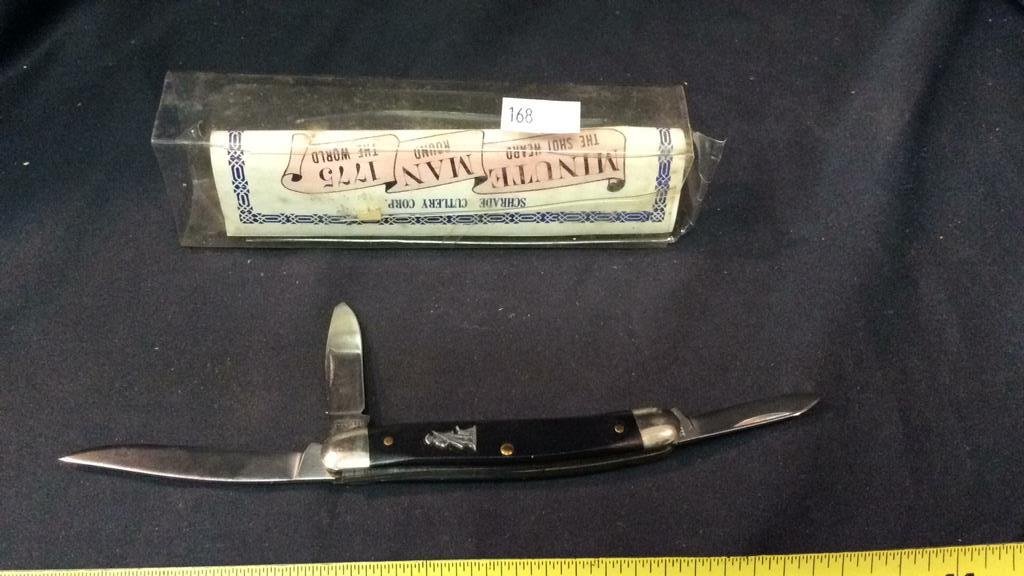 168
MINUTE MAN 1775
THE SHOT HEARD ROUND THE WORLD
SCHRADE CUTLERY CORP.